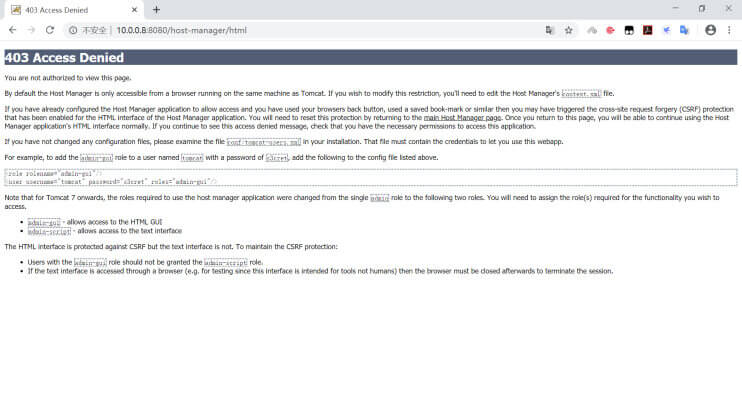 403 Access Denied
不安全 | 10.0.0.8:8080/host-manager/html
403 Access Denied
You are not authorized to view this page.
By default the Host Manager is only accessible from a browser running on the same machine as Tomcat. If you wish to modify this restriction, you'll need to edit the Host Manager's context.xml file.
If you have already configured the Host Manager application to allow access and you have used your browsers back button, used a saved book-mark or similar then you may have triggered the cross-site request forgery (CSRF) protection
that has been enabled for the HTML interface of the Host Manager application. You will need to reset this protection by returning to the main Host Manager page. Once you return to this page, you will be able to continue using the Host
Manager application's HTML interface normally. If you continue to see this access denied message, check that you have the necessary permissions to access this application.
If you have not changed any configuration files, please examine the file conf/tomcat-users.xml in your installation. That file must contain the credentials to let you use this webapp.
For example, to add the admin-gui role to a user named tomcat with a password of s3cret, add the following to the config file listed above.
<role rolename="admin-gui"/>
<user username="tomcat" password="s3cret" roles="admin-gui"/>
Note that for Tomcat 7 onwards, the roles required to use the host manager application were changed from the single admin role to the following two roles. You will need to assign the role(s) required for the functionality you wish to
access.
• admin-gui - allows access to the HTML GUI
• admin-script - allows access to the text interface
The HTML interface is protected against CSRF but the text interface is not. To maintain the CSRF protection:
• Users with the admin-gui role should not be granted the admin-script role.
• If the text interface is accessed through a browser (e.g. for testing since this interface is intended for tools not humans) then the browser must be closed afterwards to terminate the session.